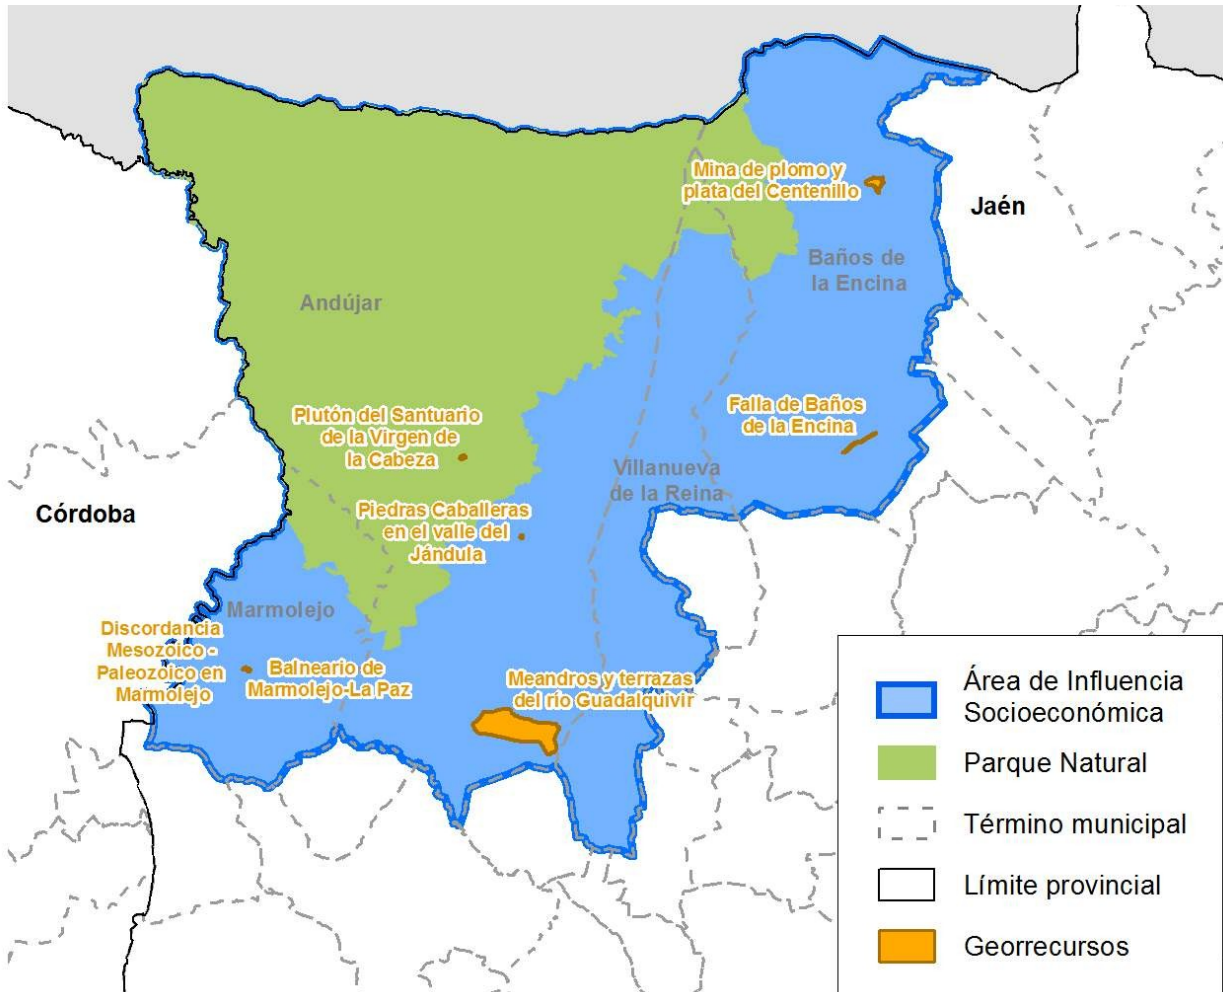 Mina de plomo y
plata del Centenillo
Jaén
Baños de
la Encina
Andújar
Plutón del Santuario
de la Virgen de
la Cabeza
Falla de Baños
de la Encina
Villanueva
de la Reina
Córdoba
Piedras Caballeras
en el valle del
Jándula
Marmolejo
Discordancia
Mesozóico -
Paleozoico en
Marmolejo
Balneario de
Marmolejo-La Paz
Meandros y terrazas
del río Guadalquivir
Área de Influencia
Socioeconómica
Parque Natural
Término municipal
Límite provincial
Georrecursos